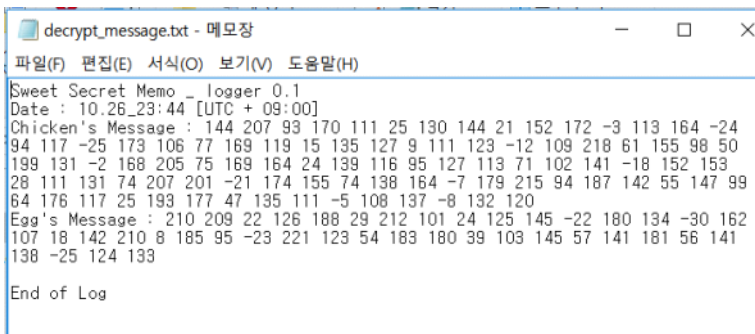 decrypt_message.txt - 메모장
파일(F) 편집(E) 서식(O) 보기(V) 도움말(H)
Sweet Secret Memo _ logger 0.1
Date : 10.26_23:44 [UTC + 09:00]
Chicken's Message : 144 207 93 170 111 25 130 144 21 152 172 -3 113 164 -24
94 117 -25 173 106 77 169 119 15 135 127 9 111 123 -12 109 218 61 155 98 50
199 131 -2 168 205 75 169 164 24 139 116 95 127 113 71 102 141 -18 152 153
28 111 131 74 207 201 -21 174 155 74 138 164 -7 179 215 94 187 142 55 147 99
64 176 117 25 193 177 47 135 111 -5 108 137 -8 132 120
Egg's Message : 210 209 22 126 188 29 212 101 24 125 145 -22 180 134 -30 162
107 18 142 210 8 185 95 -23 221 123 54 183 180 39 103 145 57 141 181 56 141
138 -25 124 133
End of Log